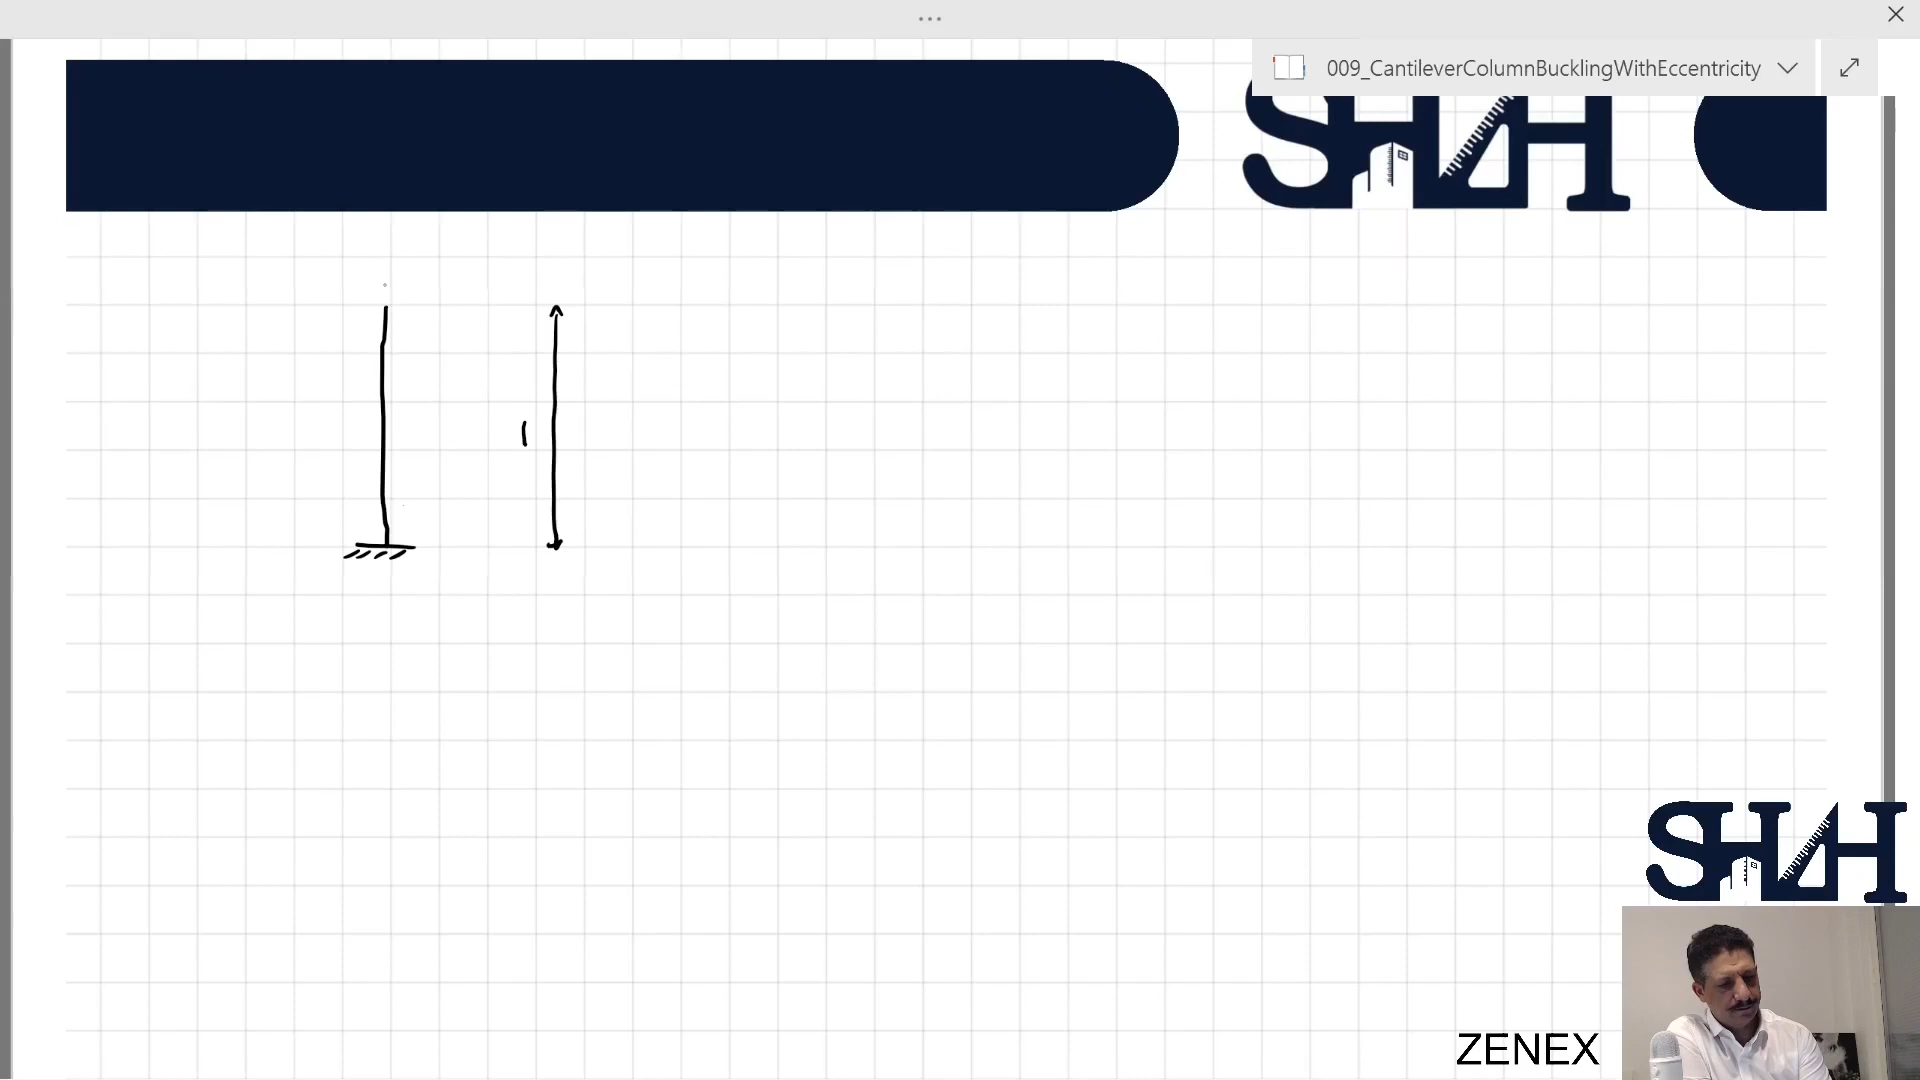 009_CantileverColumnBucklingWithEccentricity
SHZH
l
SHZH
ZENEX